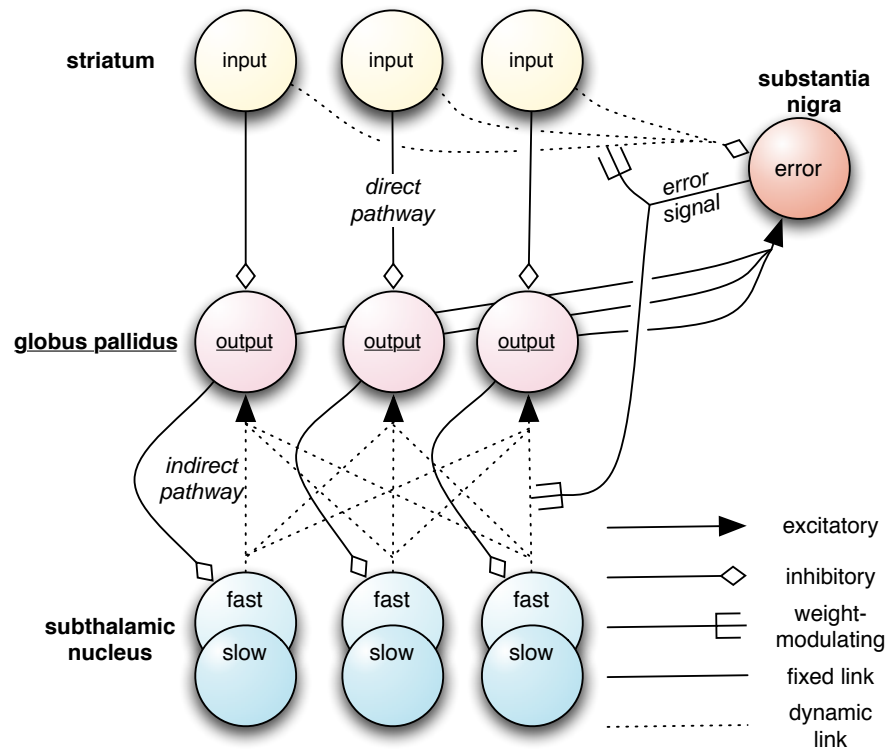 striatum
input
input
input
substantia
nigra
error
direct
pathway
error
signal
globus pallidus
output
output
output
indirect
pathway
subthalamic
nucleus
fast
fast
fast
slow
slow
slow
excitatory
inhibitory
weight-
modulating
fixed link
dynamic
link